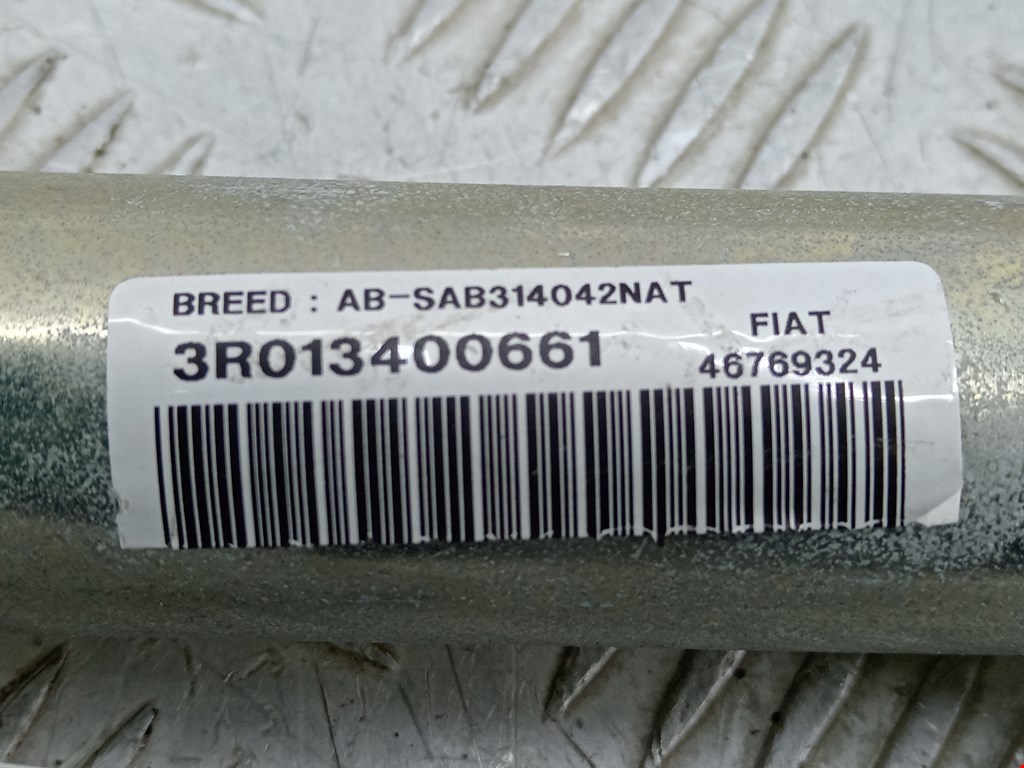 BREED : AB-SAB314042NAT
3R013400661
FIAT
46769324